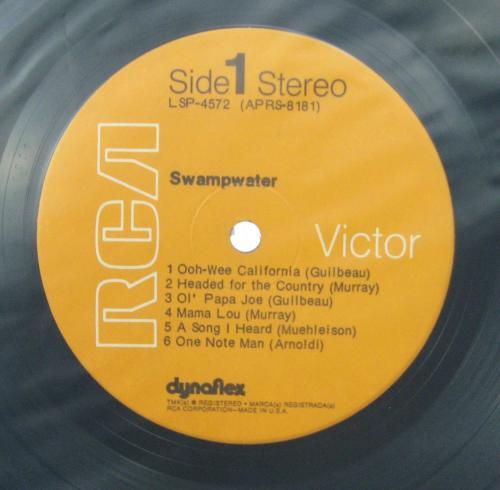 Side 1 Stereo
LSP-4572 (APRS-8181)
Swampwater
RCA
Victor
1 Ooh-Wee California (Guilbeau)
2 Headed for the Country (Murray)
3 Ol' Papa Joe (Guilbeau)
4 Mama Lou (Murray)
5 A Song I Heard (Muehleison)
6 One Note Man (Arnoldi)
dynaflex
TMK(s) ® REGISTERED • MARCA(s) REGISTRADA(s)
RCA CORPORATION—MADE IN U.S.A.